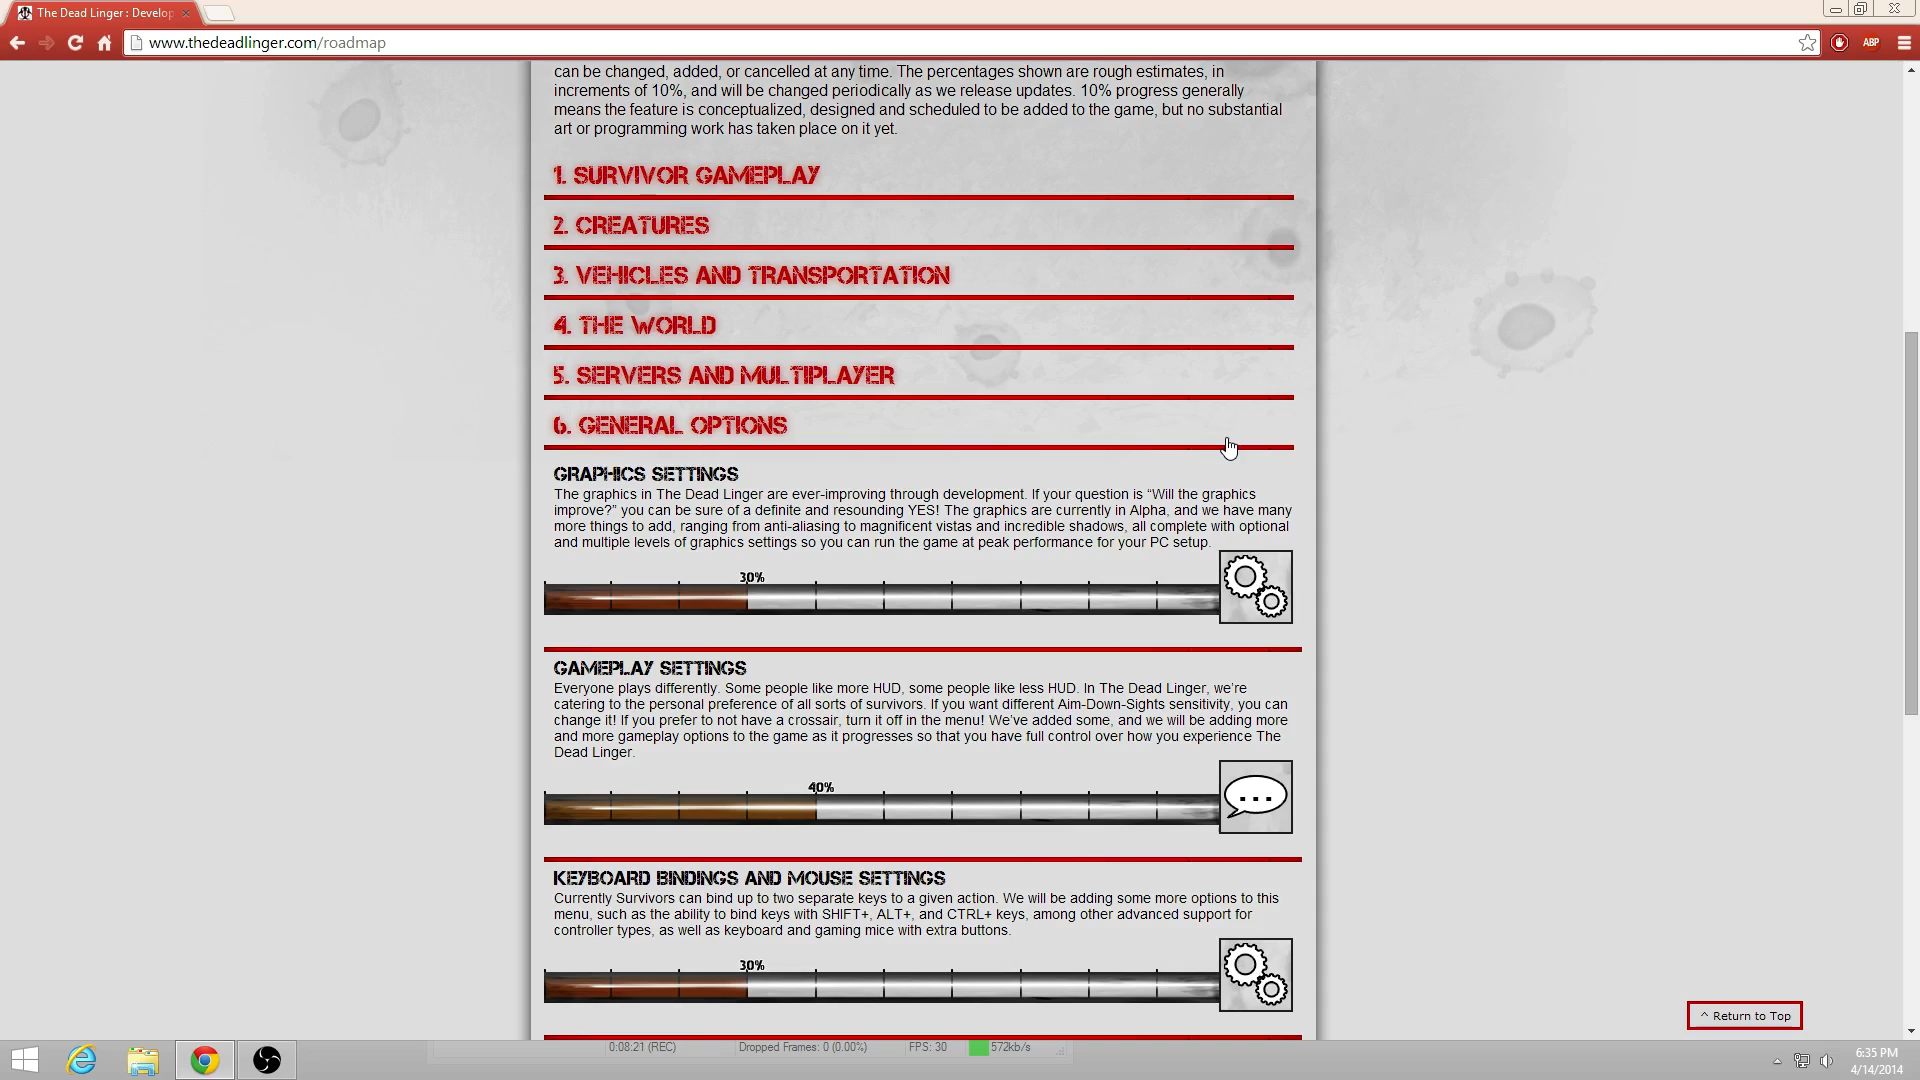 The Dead Linger : Develop
www.thedeadlinger.com/roadmap
ABP
can be changed, added, or cancelled at any time. The percentages shown are rough estimates, in
increments of 10%, and will be changed periodically as we release updates. 10% progress generally
means the feature is conceptualized, designed and scheduled to be added to the game, but no substantial
art or programming work has taken place on it yet.
1. SURVIVOR GAMEPLAY
2. CREATURES
3. VEHICLES AND TRANSPORTATION
4. THE WORLD
5. SERVERS AND MULTIPLAYER
6. GENERAL OPTIONS
GRAPHICS SETTINGS
The graphics in The Dead Linger are ever-improving through development. If your question is “Will the graphics
improve?” you can be sure of a definite and resounding YES! The graphics are currently in Alpha, and we have many
more things to add, ranging from anti-aliasing to magnificent vistas and incredible shadows, all complete with optional
and multiple levels of graphics settings so you can run the game at peak performance for your PC setup.
30%
GAMEPLAY SETTINGS
Everyone plays differently. Some people like more HUD, some people like less HUD. In The Dead Linger, we’re
catering to the personal preference of all sorts of survivors. If you want different Aim-Down-Sights sensitivity, you can
change it! If you prefer to not have a crossair, turn it off in the menu! We’ve added some, and we will be adding more
and more gameplay options to the game as it progresses so that you have full control over how you experience The
Dead Linger.
40%
KEYBOARD BINDINGS AND MOUSE SETTINGS
Currently Survivors can bind up to two separate keys to a given action. We will be adding some more options to this
menu, such as the ability to bind keys with SHIFT+, ALT+, and CTRL+ keys, among other advanced support for
controller types, as well as keyboard and gaming mice with extra buttons.
30%
^ Return to Top
0:08:21 (REC) Dropped Frames: 0 (0.00%) FPS: 30 572kb/s
6:35 PM
4/14/2014